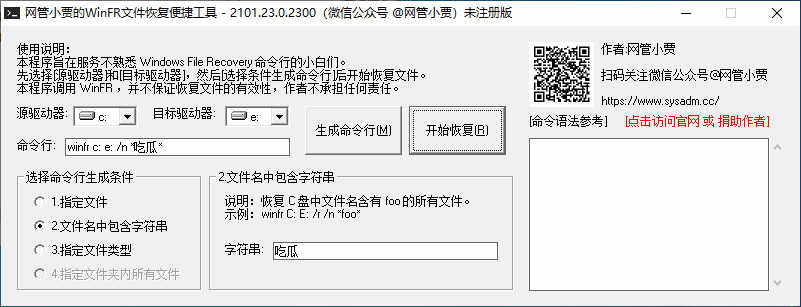 网管小贾的WinFR文件恢复便捷工具 - 2101.23.0.2300（微信公众号 @网管小贾）未注册版
使用说明：
本程序旨在服务不熟悉 Windows File Recovery 命令行的小白们。
先选择[源驱动器]和[目标驱动器]，然后[选择条件生成命令行]后开始恢复文件。
本程序调用 WinFR ，并不保证恢复文件的有效性，作者不承担任何责任。
源驱动器: c: 目标驱动器: e:
生成命令行(M)
开始恢复(R)
命令行: winfr c: e: /n *吃瓜*
选择命令行生成条件
1.指定文件
2.文件名中包含字符串
3.指定文件类型
4.指定文件夹内所有文件
2.文件名中包含字符串
说明：恢复 C 盘中文件名含有 foo 的所有文件。
示例：winfr C: E: /r /n *foo*
字符串: 吃瓜
作者:网管小贾
扫码关注微信公众号@网管小贾
https://www.sysadm.cc/
[命令语法参考] [点击访问官网 或 捐助作者]